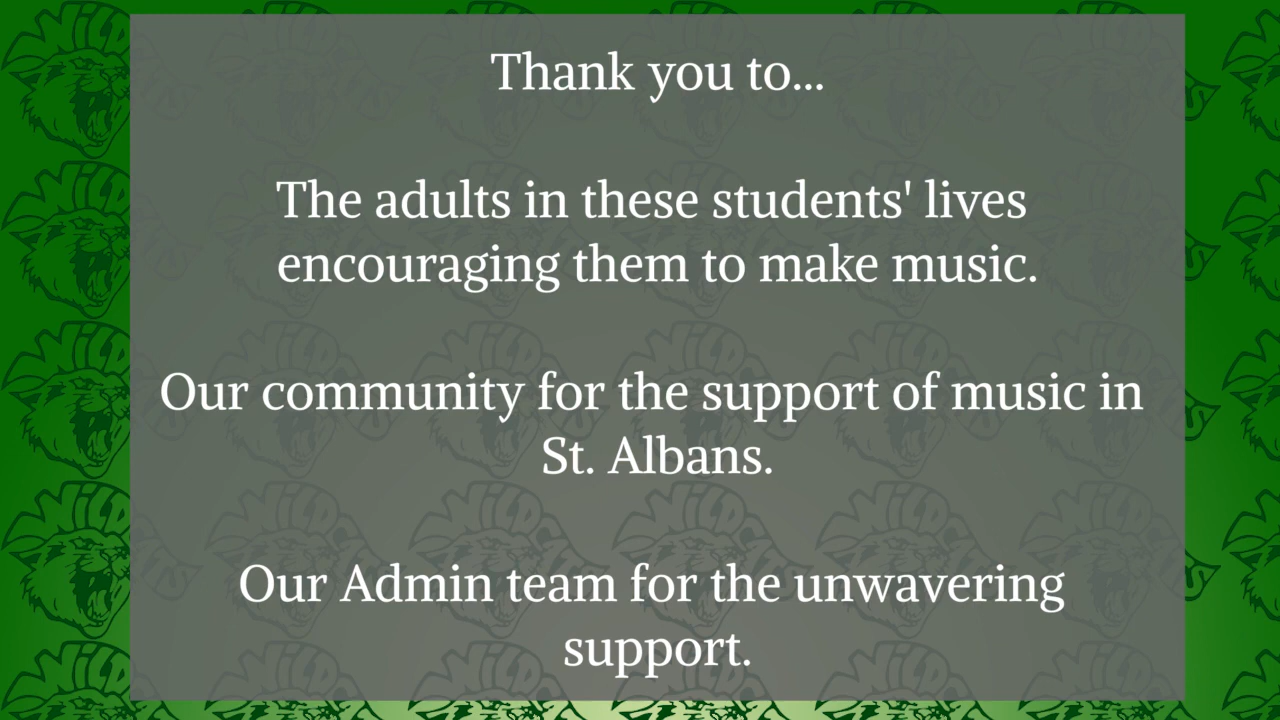 Thank you to...
The adults in these students' lives
encouraging them to make music.
Our community for the support of music in
St. Albans.
Our Admin team for the unwavering
support.